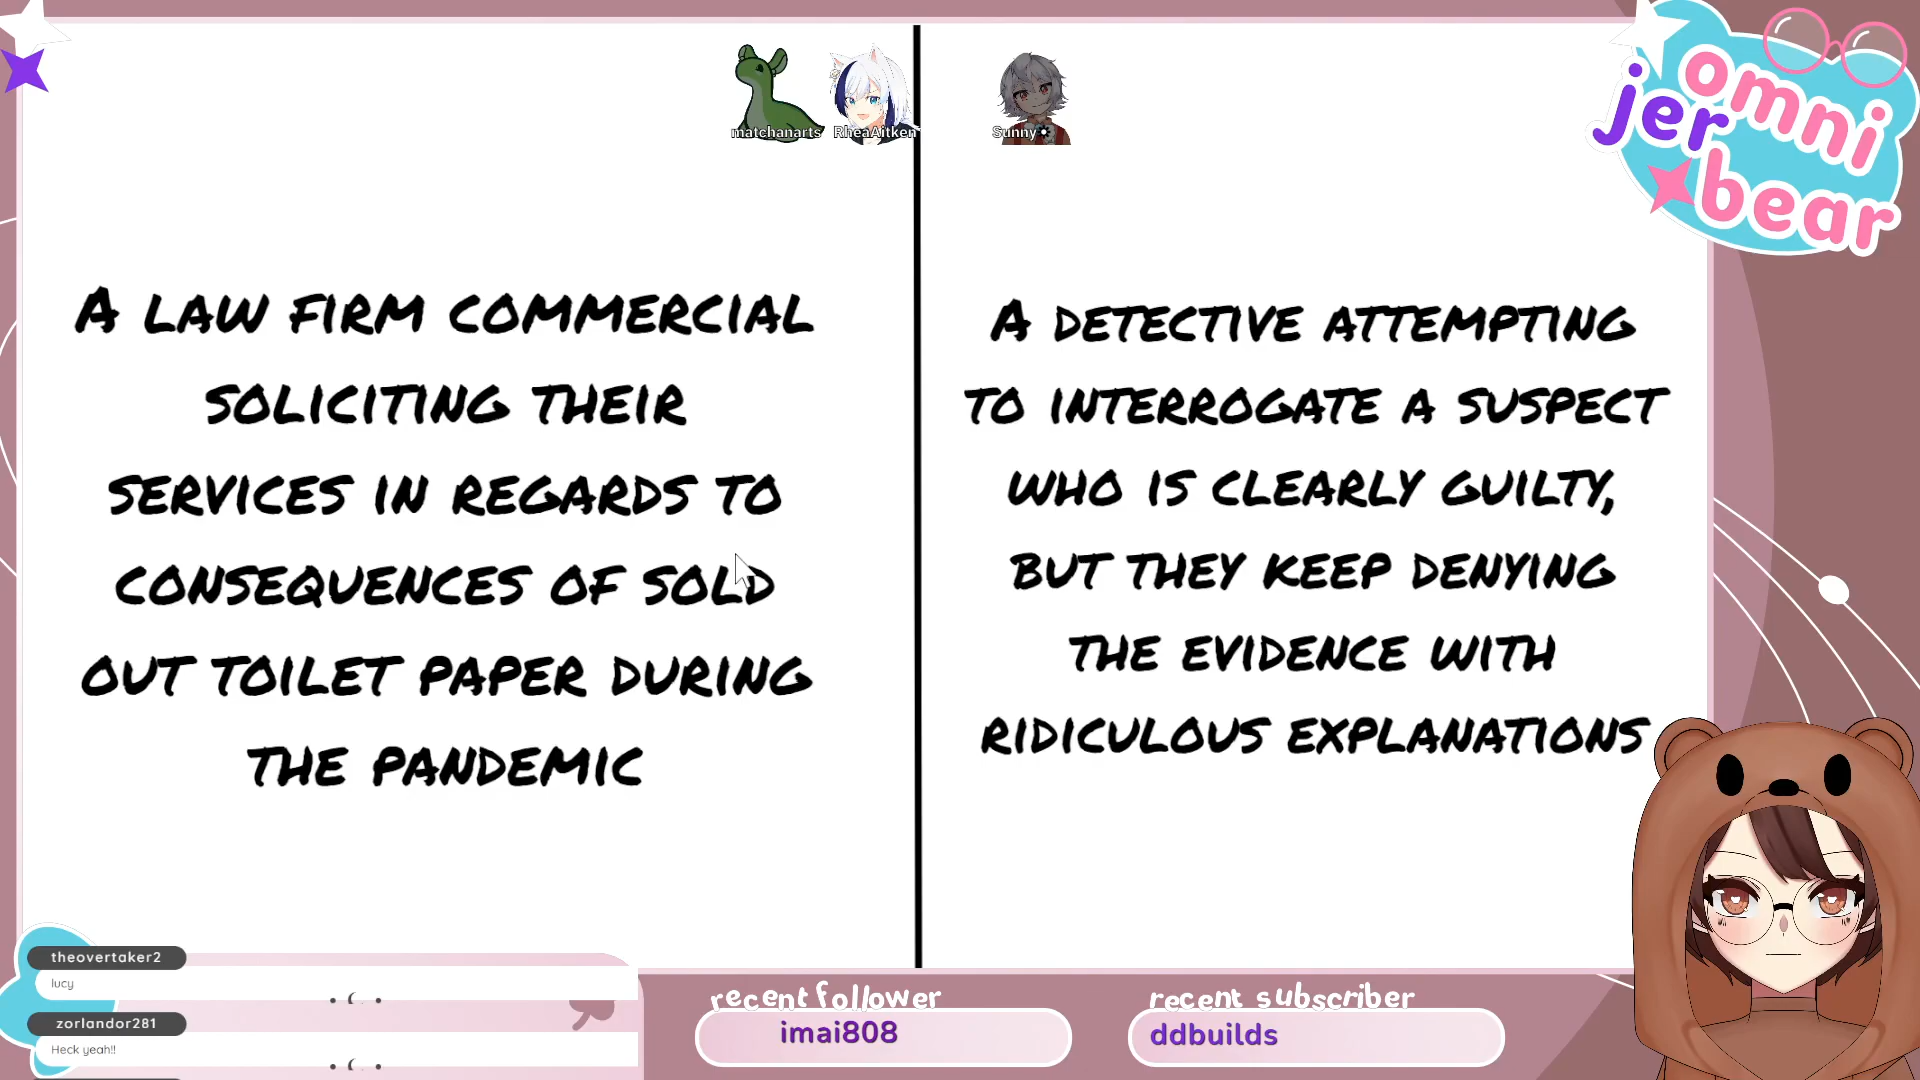 omni
jer
bear
matchanarts RheaAitken
Sunny
A LAW FIRM COMMERCIAL
SOLICITING THEIR
SERVICES IN REGARDS TO
CONSEQUENCES OF SOLD
OUT TOILET PAPER DURING
THE PANDEMIC
A DETECTIVE ATTEMPTING
TO INTERROGATE A SUSPECT
WHO IS CLEARLY GUILTY,
BUT THEY KEEP DENYING
THE EVIDENCE WITH
RIDICULOUS EXPLANATIONS
theovertaker2
lucy
zorlandor281
Heck yeah!!
recent follower
imai808
recent subscriber
ddbuilds